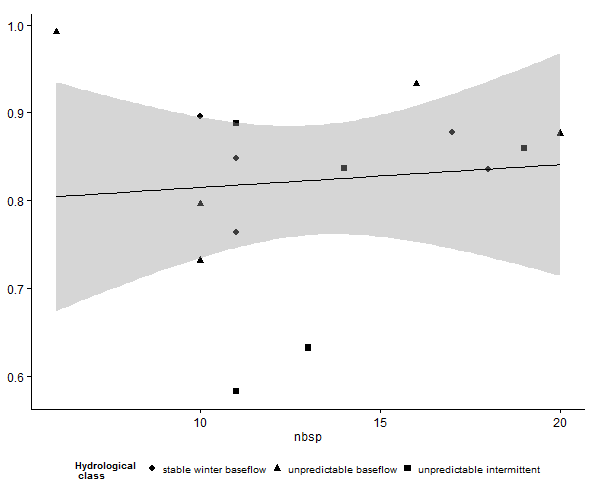 1.0
0.9
0.8
0.7
0.6
10
15
20
nbsp
Hydrological
class
stable winter baseflow
unpredictable baseflow
unpredictable intermittent